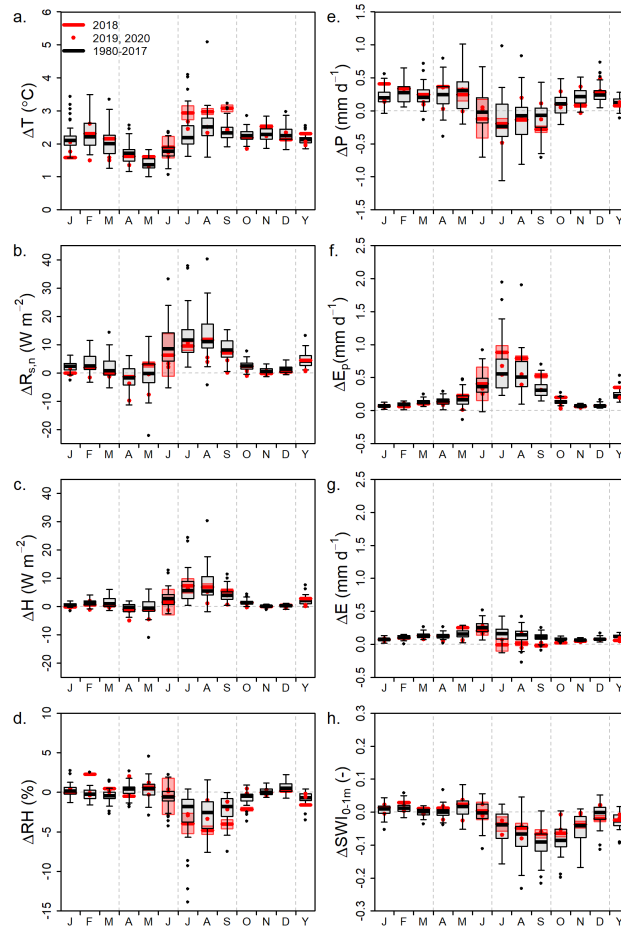 a.
2018
2019, 2020
1980-2017
ΔT (°C)
6
5
4
3
2
1
0
J F M A M J J A S O N D Y
e.
ΔP (mm d⁻¹)
1.5
1.0
0.5
0.0
-0.5
-1.0
-1.5
J F M A M J J A S O N D Y
b.
ΔRs,n (W m⁻²)
40
30
20
10
0
-10
-20
J F M A M J J A S O N D Y
f.
ΔEp(mm d⁻¹)
2.5
2.0
1.5
1.0
0.5
0.0
-0.5
J F M A M J J A S O N D Y
c.
ΔH (W m⁻²)
40
30
20
10
0
-10
-20
J F M A M J J A S O N D Y
g.
ΔE (mm d⁻¹)
2.5
2.0
1.5
1.0
0.5
0.0
-0.5
J F M A M J J A S O N D Y
d.
ΔRH (%)
10
5
0
-5
-10
-15
J F M A M J J A S O N D Y
h.
ΔSWI0-1m (-)
0.3
0.2
0.1
0.0
-0.1
-0.2
-0.3
J F M A M J J A S O N D Y